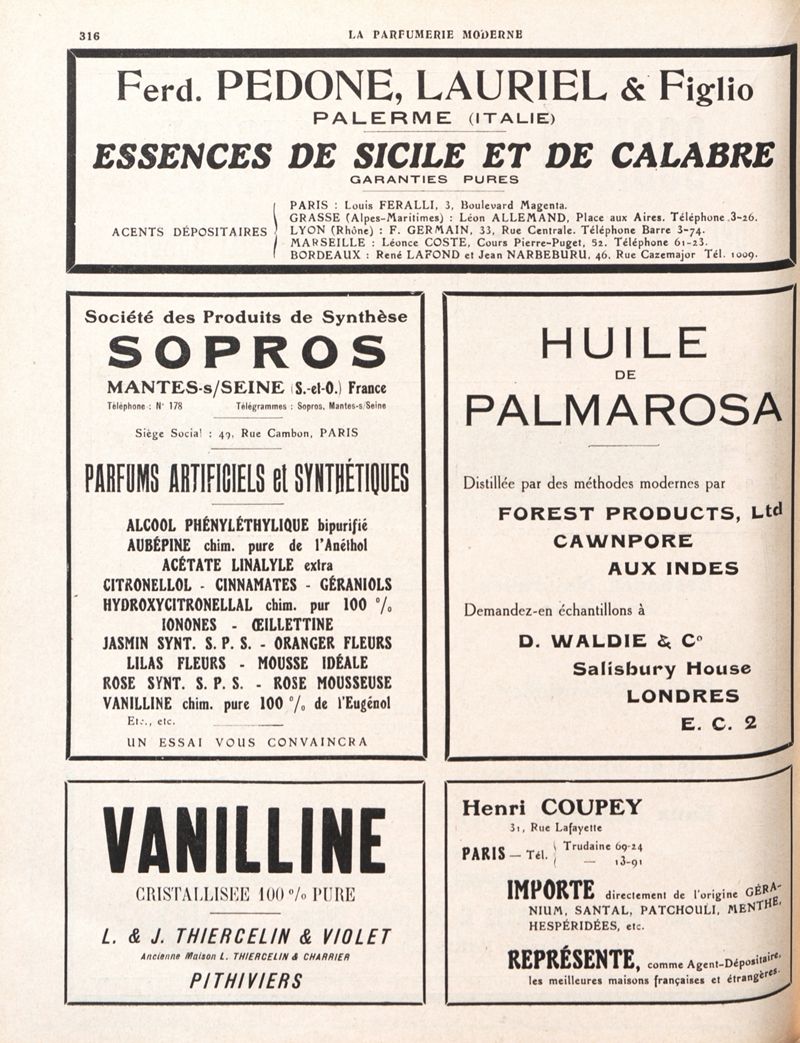 316
LA PARFUMERIE MODERNE
Ferd. PEDONE, LAURIEL & Figlio
PALERME (ITALIE)
ESSENCES DE SICILE ET DE CALABRE
GARANTIES PURES
ACENTS DÉPOSITAIRES
PARIS : Louis FERALLI, 3, Boulevard Magenta.
GRASSE (Alpes-Maritimes) : Léon ALLEMAND, Place aux Aires. Téléphone 3-26.
LYON (Rhône) : F. GERMAIN, 33, Rue Centrale. Téléphone Barre 3-74.
MARSEILLE : Léonce COSTE, Cours Pierre-Puget, 52. Téléphone 61-23.
BORDEAUX : René LAFOND et Jean NARBEBURU, 46, Rue Cazemajor Tél. 1009.
Société des Produits de Synthèse
SOPROS
MANTES-s/SEINE (S.-et-O.) France
Téléphone : N° 178 Télégrammes : Sopros, Mantes-s/Seine
Siège Social : 49, Rue Cambon, PARIS
PARFUMS ARTIFICIELS et SYNTHÉTIQUES
ALCOOL PHÉNYLÉTHYLIQUE bipurifié
AUBÉPINE chim. pure de l'Anéthol
ACÉTATE LINALYLE extra
CITRONELLOL - CINNAMATES - GÉRANIOLS
HYDROXYCITRONELLAL chim. pur 100 %
IONONES - ŒILLETTINE
JASMIN SYNT. S. P. S. - ORANGER FLEURS
LILAS FLEURS - MOUSSE IDÉALE
ROSE SYNT. S. P. S. - ROSE MOUSSEUSE
VANILLINE chim. pure 100 % de l'Eugénol
Etc., etc.
UN ESSAI VOUS CONVAINCRA
HUILE
DE
PALMAROSA
Distillée par des méthodes modernes par
FOREST PRODUCTS, Ltd
CAWNPORE
AUX INDES
Demandez-en échantillons à
D. WALDIE & C°
Salisbury House
LONDRES
E. C. 2
VANILLINE
CRISTALLISÉE 100 % PURE
L. & J. THIERCELIN & VIOLET
Ancienne Maison L. THIERCELIN & CHARRIER
PITHIVIERS
Henri COUPEY
31, Rue Lafayette
PARIS — Tél. { Trudaine 69-24
— 13-91
IMPORTE directement de l'origine GÉRA-
NIUM, SANTAL, PATCHOULI, MENTHE,
HESPÉRIDÉES, etc.
REPRÉSENTE, comme Agent-Dépositaire,
les meilleures maisons françaises et étrangères.